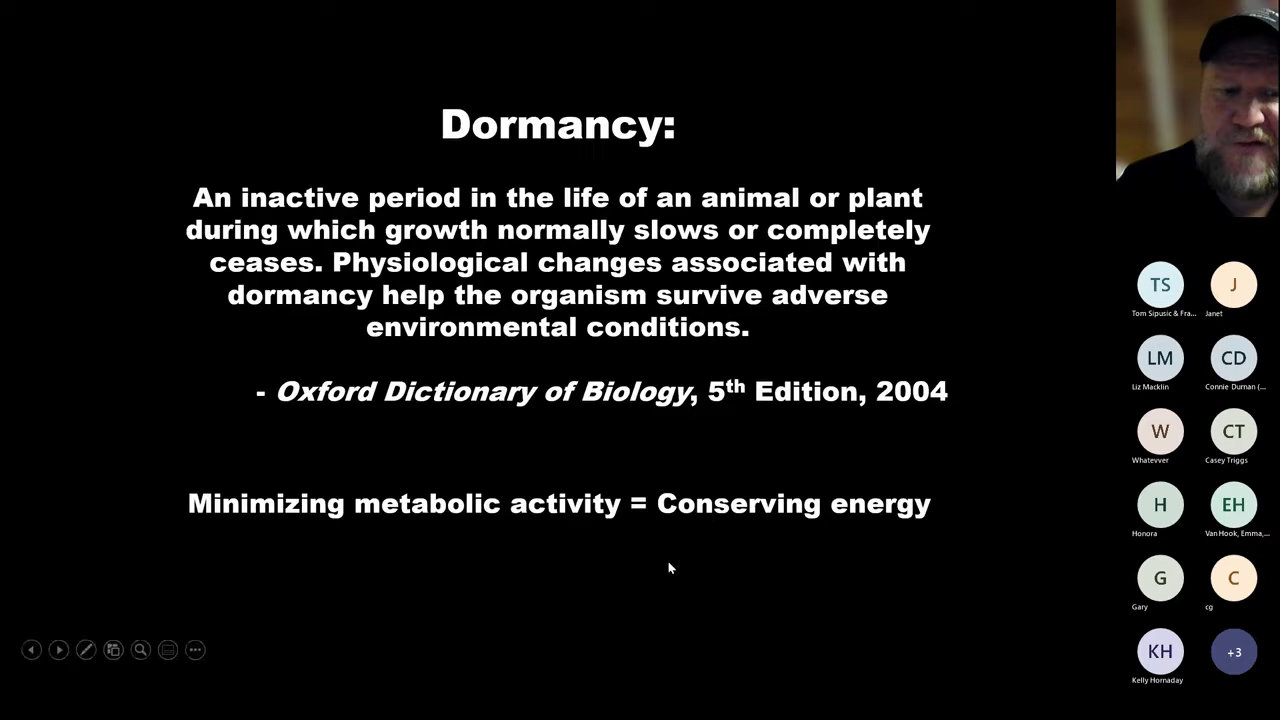 Dormancy:
An inactive period in the life of an animal or plant
during which growth normally slows or completely
ceases. Physiological changes associated with
dormancy help the organism survive adverse
environmental conditions.
- Oxford Dictionary of Biology, 5th Edition, 2004
Minimizing metabolic activity = Conserving energy
TS
J
Tom Sipusic & Fra...
Janet
LM
CD
Liz Macklin
Connie Durnan (...
W
CT
Whatevver
Casey Triggs
H
EH
Honora
Van Hook, Emma,...
G
C
Gary
cg
KH
+3
Kelly Hornaday